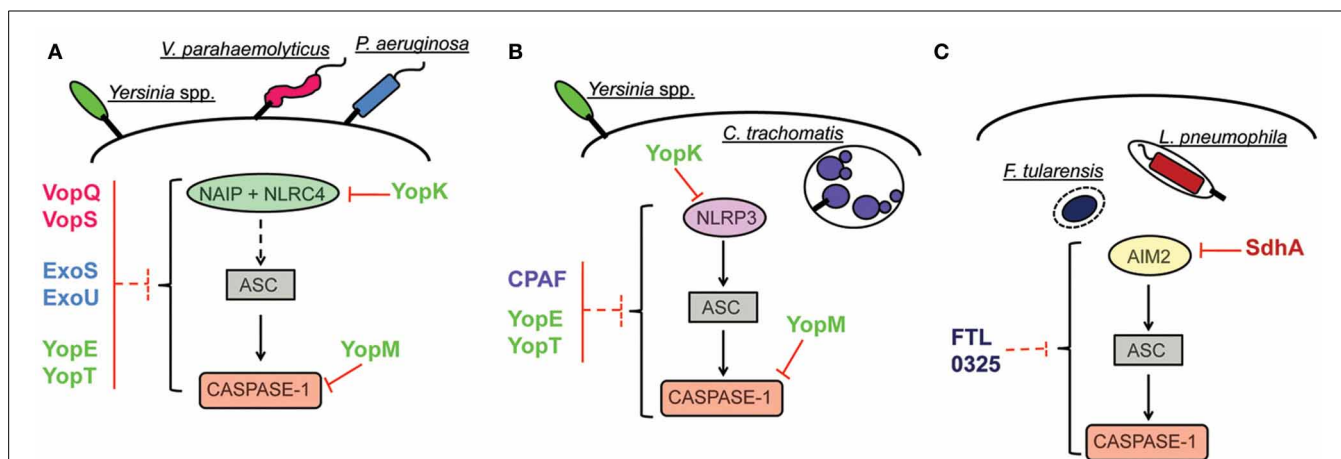 A
V. parahaemolyticus
P. aeruginosa
Yersinia spp.
VopQ
VopS
NAIP + NLRC4
YopK
ExoS
ExoU
ASC
YopE
YopT
YopM
CASPASE-1
B
Yersinia spp.
C. trachomatis
YopK
NLRP3
CPAF
ASC
YopE
YopT
YopM
CASPASE-1
C
L. pneumophila
F. tularensis
AIM2
SdhA
FTL
0325
ASC
CASPASE-1